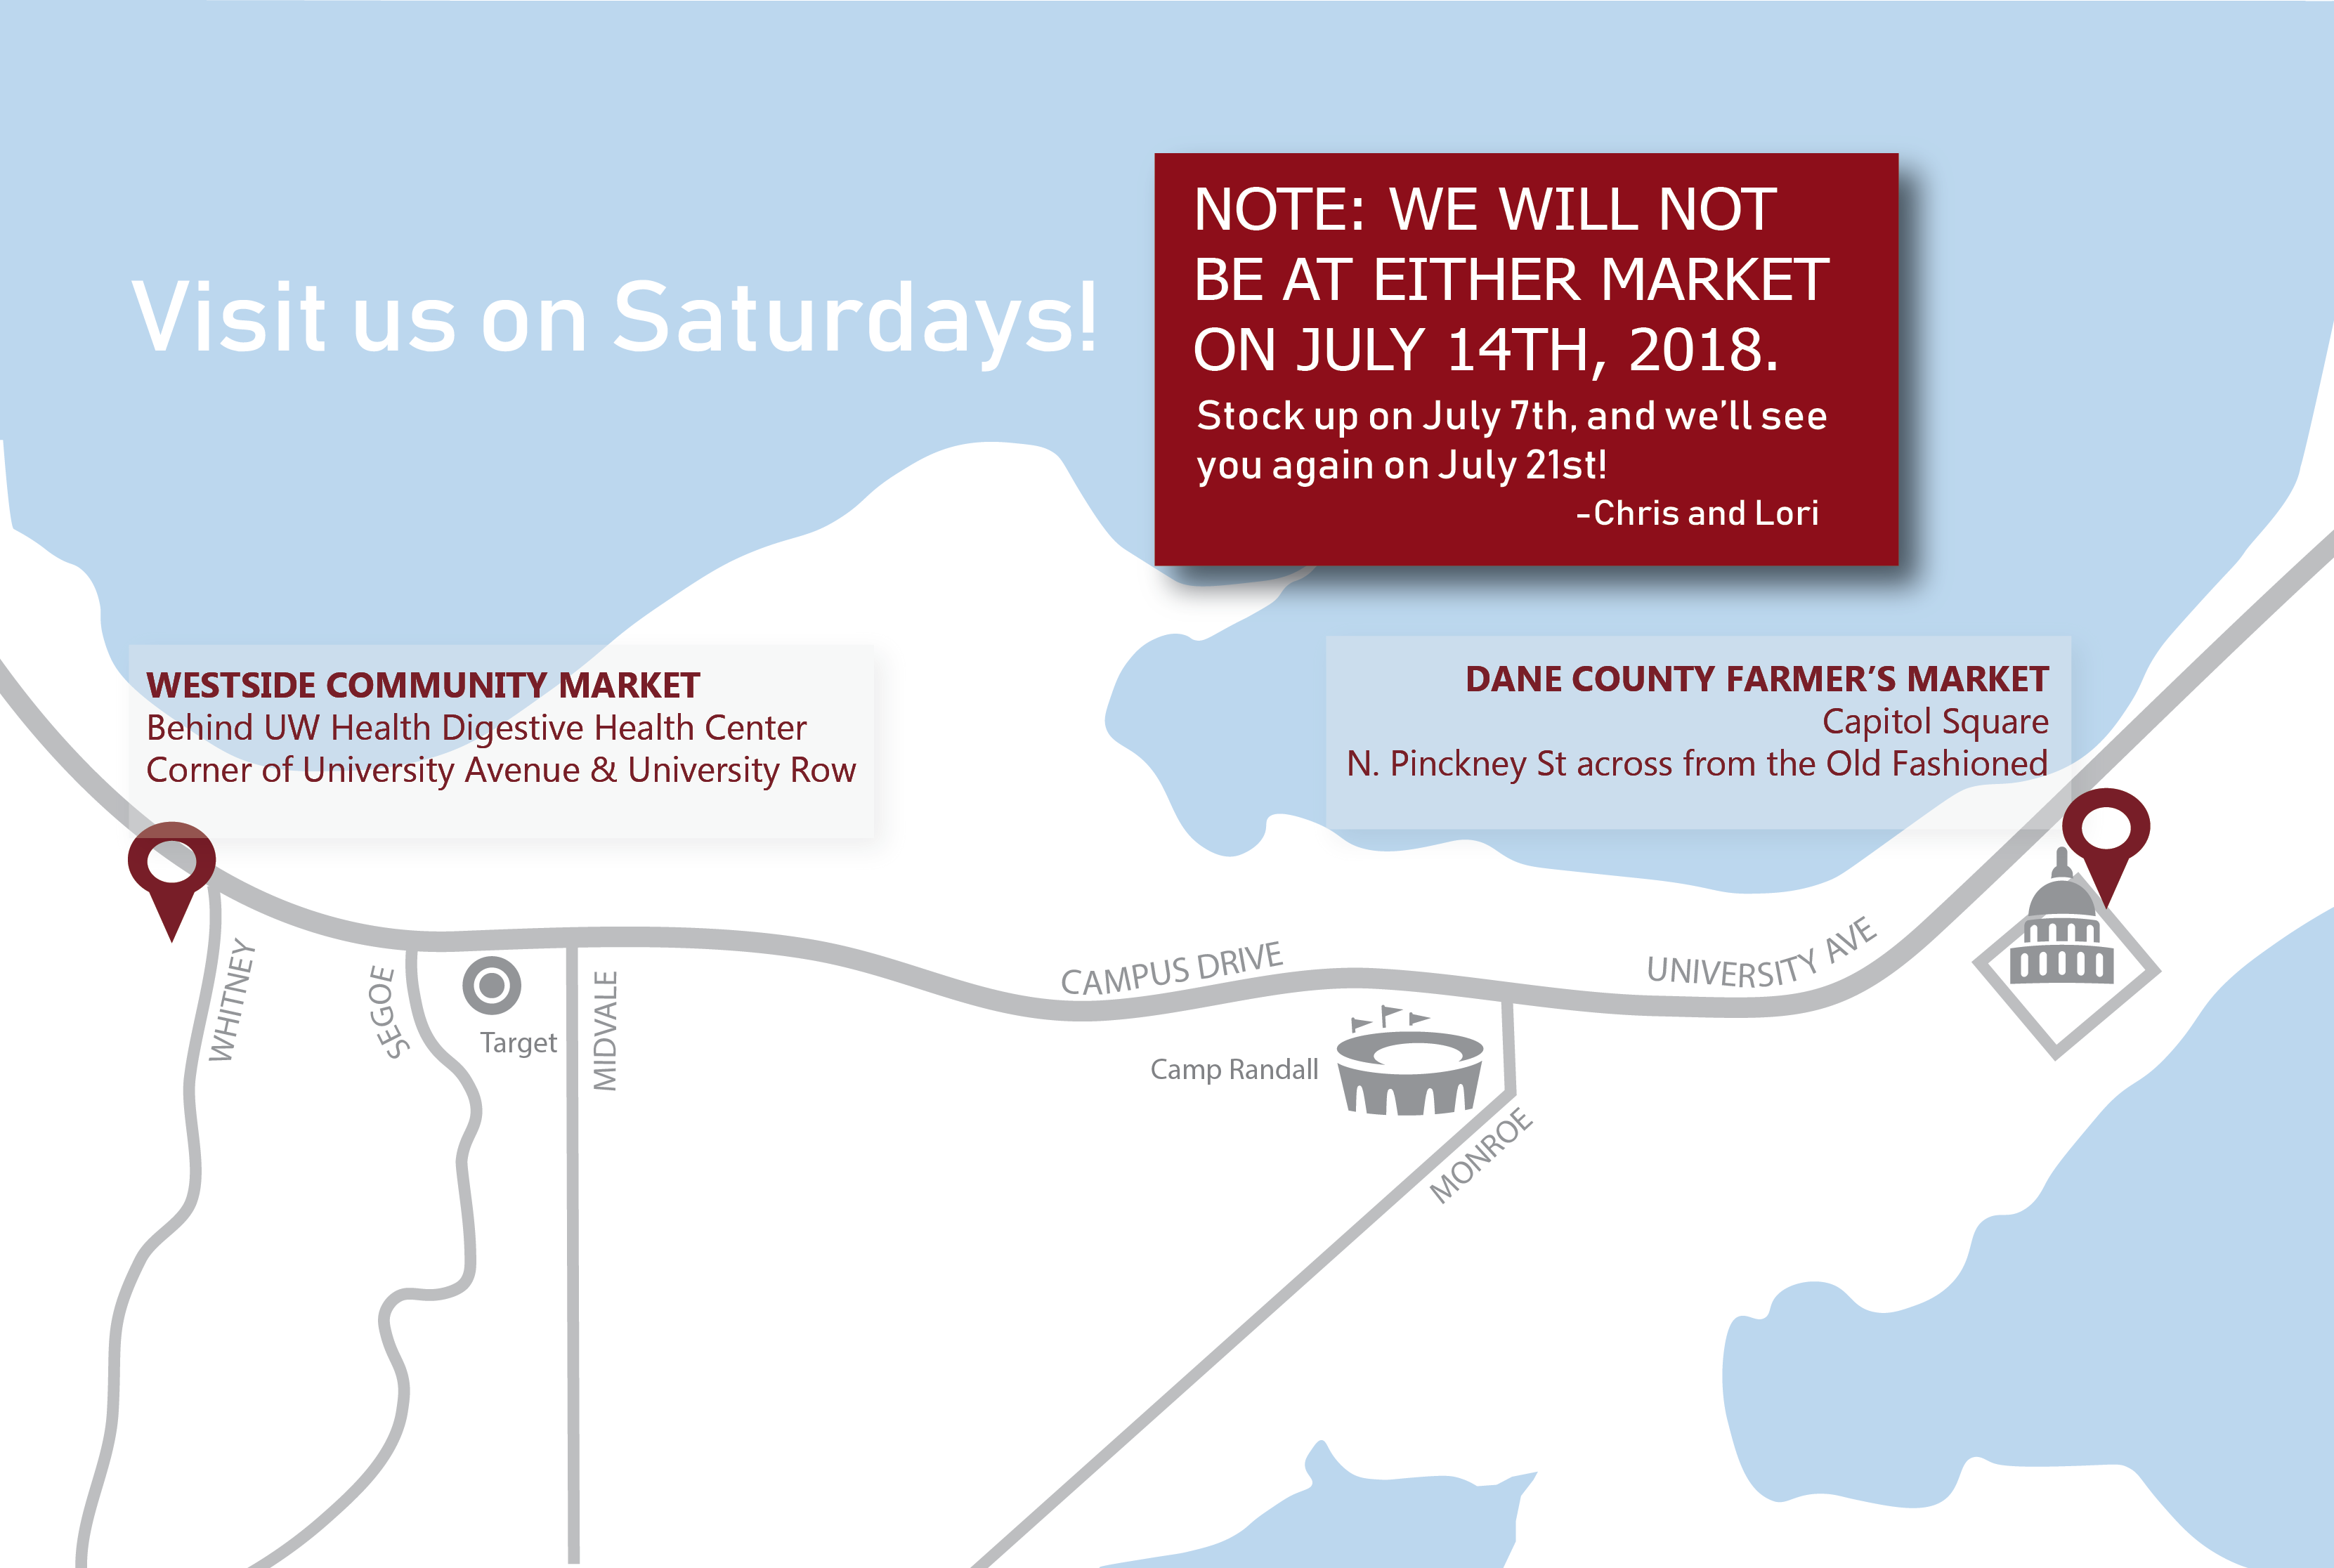 Visit us on Saturdays!
NOTE: WE WILL NOT
BE AT EITHER MARKET
ON JULY 14TH, 2018.
Stock up on July 7th, and we'll see
you again on July 21st!
-Chris and Lori
WESTSIDE COMMUNITY MARKET
Behind UW Health Digestive Health Center
Corner of University Avenue & University Row
DANE COUNTY FARMER'S MARKET
Capitol Square
N. Pinckney St across from the Old Fashioned
WHITNEY
SEGOE
Target
MIDVALE
CAMPUS DRIVE
UNIVERSITY AVE
Camp Randall
MONROE